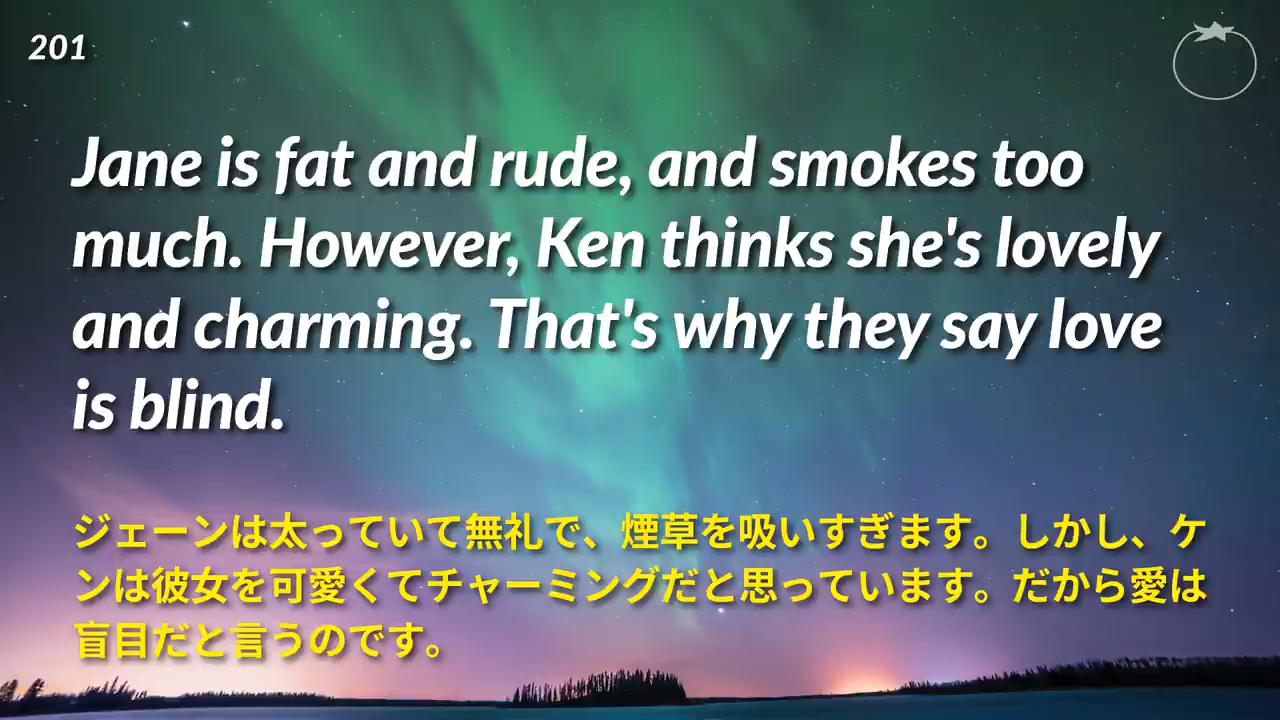 201
Jane is fat and rude, and smokes too
much. However, Ken thinks she's lovely
and charming. That's why they say love
is blind.
ジェーンは太っていて無礼で、煙草を吸いすぎます。しかし、ケ
ンは彼女を可愛くてチャーミングだと思っています。だから愛は
盲目だと言うのです。